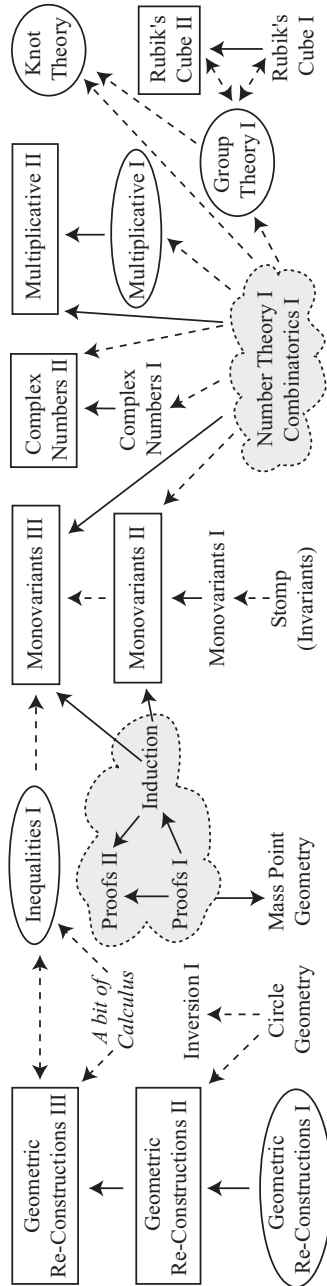 Geometric
Re-Constructions III
Inequalities I
Monovariants III
Complex
Numbers II
Multiplicative II
Knot
Theory
A bit of
Calculus
Proofs II
Induction
Proofs I
Geometric
Re-Constructions II
Inversion I
Monovariants II
Complex
Numbers I
Multiplicative I
Rubik's
Cube II
Group
Theory I
Geometric
Re-Constructions I
Circle
Geometry
Mass Point
Geometry
Monovariants I
Stomp
(Invariants)
Number Theory I
Combinatorics I
Rubik's
Cube I